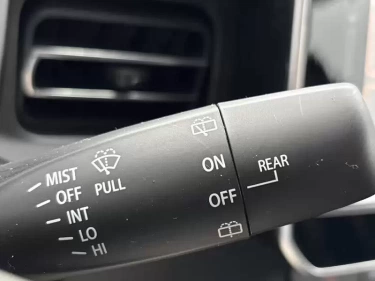 MIST
OFF
INT
LO
HI
PULL
ON
OFF
REAR